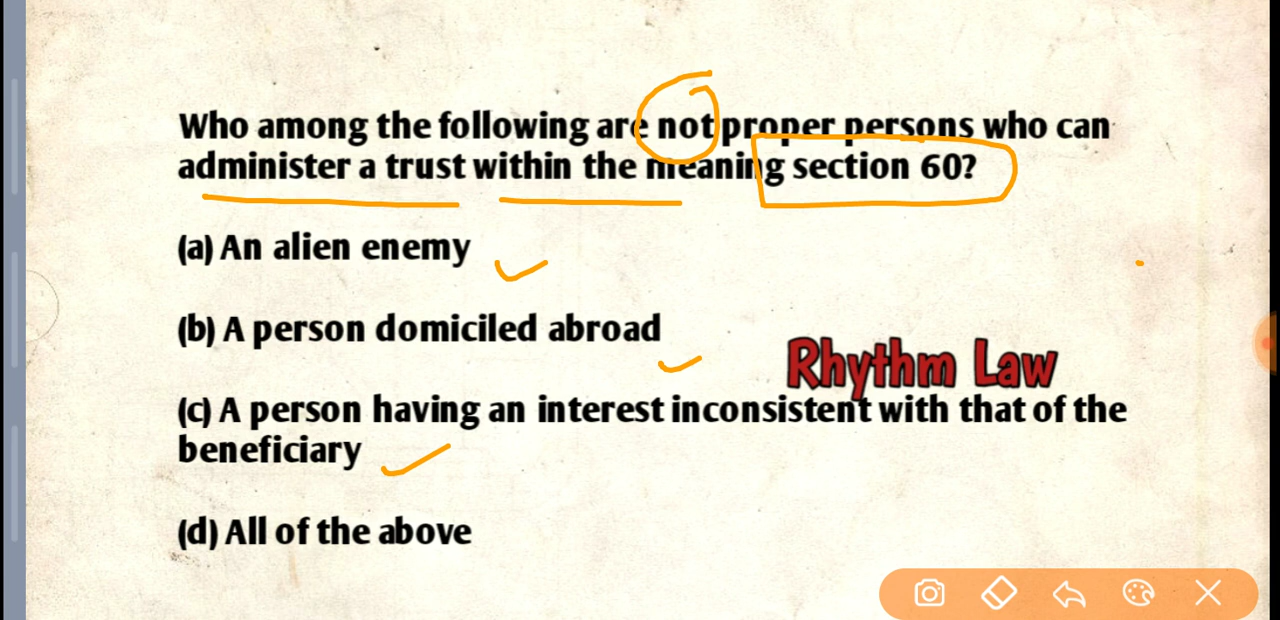 Who among the following are not proper persons who can
administer a trust within the meaning section 60?
(a) An alien enemy
(b) A person domiciled abroad
Rhythm Law
(c) A person having an interest inconsistent with that of the
beneficiary
(d) All of the above